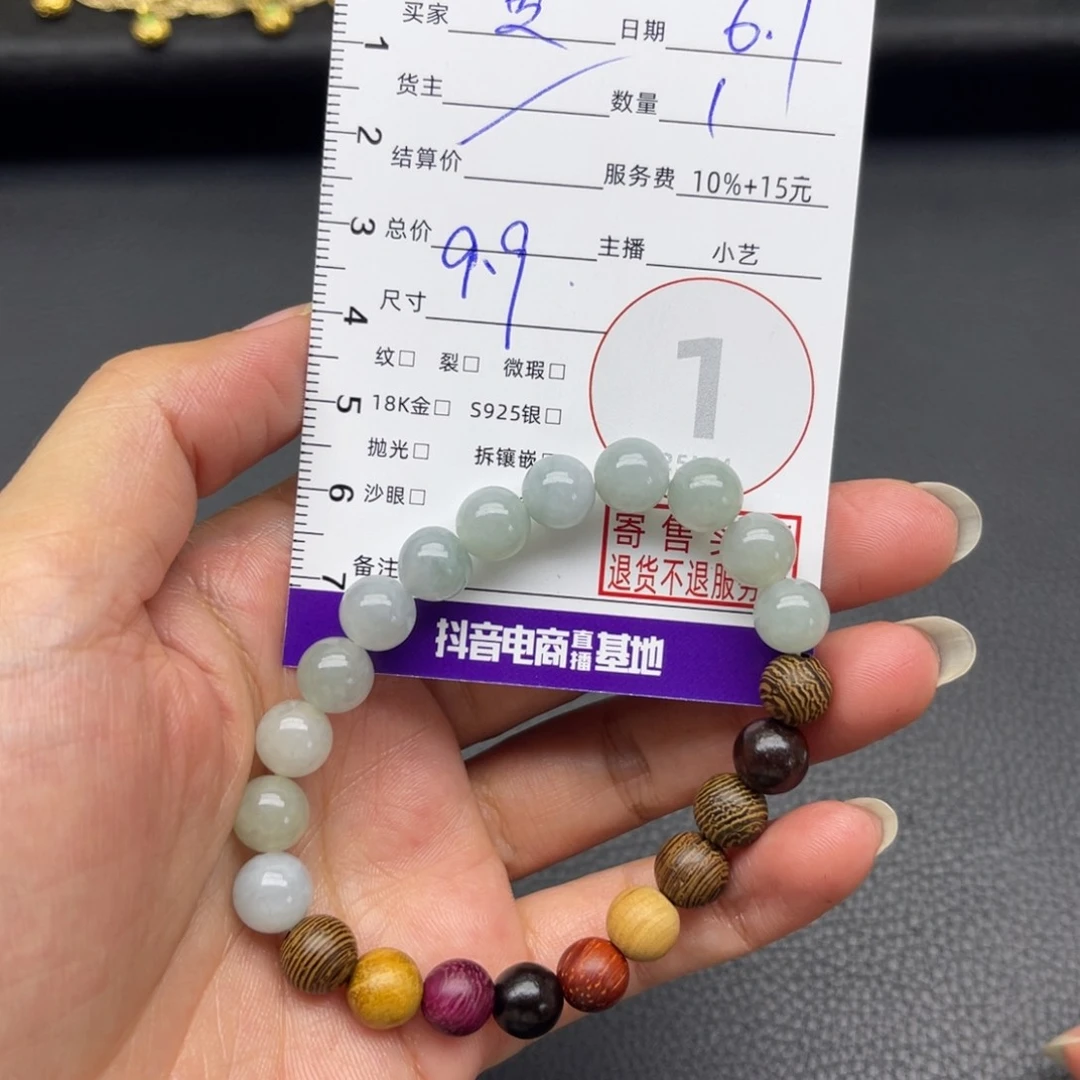 买家 日期 6.1
货主 数量 1
结算价 服务费 10%+15元
总价 9.9 主播 小艺
尺寸
纹□ 裂□ 微瑕□
18K金□ S925银□
抛光□ 拆镶嵌□
沙眼□
备注
1
寄售
退货不退服务
抖音电商直播基地
1
2
3
4
5
6
7